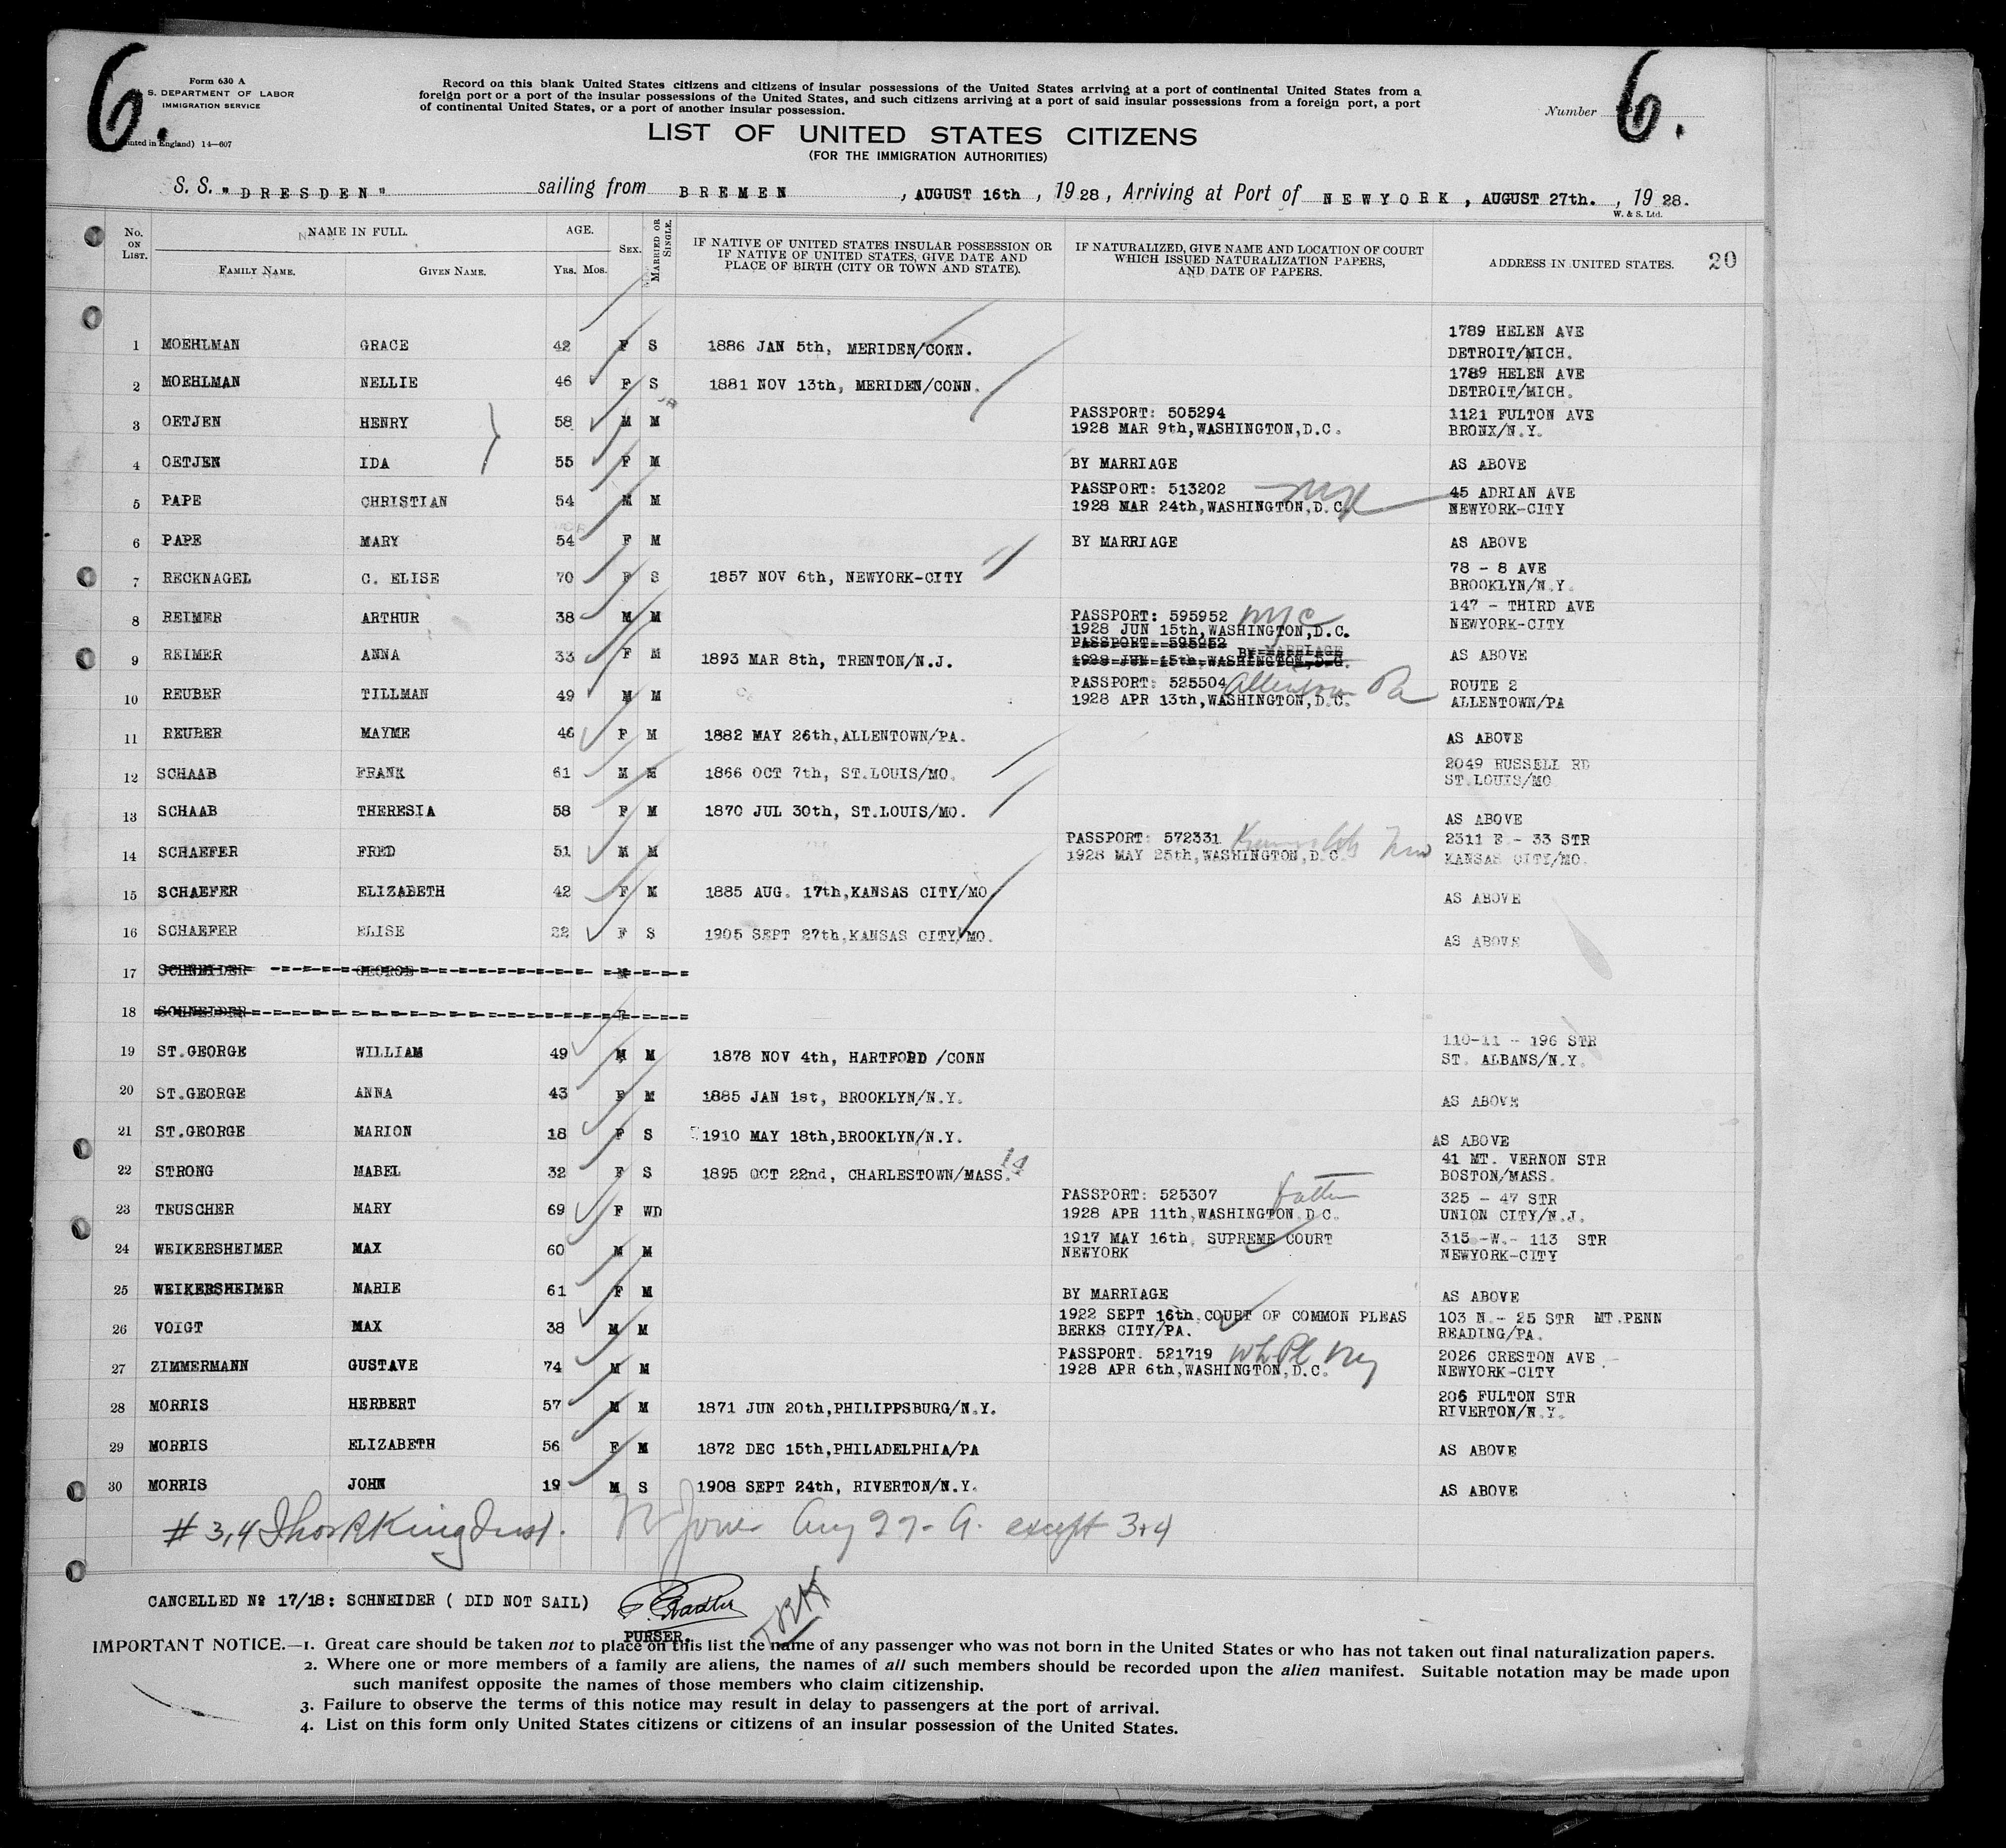 6.
Form 630 A
S. DEPARTMENT OF LABOR
IMMIGRATION SERVICE
(Printed in England) 14—607
Record on this blank United States citizens and citizens of insular possessions of the United States arriving at a port of continental United States from a
foreign port or a port of the insular possessions of the United States, and such citizens arriving at a port of said insular possessions from a foreign port, a port
of continental United States, or a port of another insular possession.
Number 6.
LIST OF UNITED STATES CITIZENS
(FOR THE IMMIGRATION AUTHORITIES)
S. S. "DRESDEN" sailing from BREMEN, AUGUST 16th, 1928, Arriving at Port of NEWYORK, AUGUST 27th., 1928.
W. & S. Ltd.
No. ON LIST. NAME IN FULL. FAMILY NAME. GIVEN NAME. AGE. Yrs. Mos. SEX. MARRIED OR SINGLE. IF NATIVE OF UNITED STATES INSULAR POSSESSION OR IF NATIVE OF UNITED STATES, GIVE DATE AND PLACE OF BIRTH (CITY OR TOWN AND STATE). IF NATURALIZED, GIVE NAME AND LOCATION OF COURT WHICH ISSUED NATURALIZATION PAPERS, AND DATE OF PAPERS. ADDRESS IN UNITED STATES. 20
1 MOEHLMAN GRACE 42 F S 1886 JAN 5th, MERIDEN/CONN. 1789 HELEN AVE DETROIT/MICH.
2 MOEHLMAN NELLIE 46 F S 1881 NOV 13th, MERIDEN/CONN. 1789 HELEN AVE DETROIT/MICH.
3 OETJEN HENRY 58 M M PASSPORT: 505294 1928 MAR 9th, WASHINGTON, D.C. 1121 FULTON AVE BRONX/N.Y.
4 OETJEN IDA 55 F M BY MARRIAGE AS ABOVE
5 PAPE CHRISTIAN 54 M M PASSPORT: 513202 1928 MAR 24th, WASHINGTON, D.C. 45 ADRIAN AVE NEWYORK-CITY
6 PAPE MARY 54 F M BY MARRIAGE AS ABOVE
7 RECKNAGEL C. ELISE 70 F S 1857 NOV 6th, NEWYORK-CITY 78 - 8 AVE BROOKLYN/N.Y.
8 REIMER ARTHUR 38 M M PASSPORT: 595952 nyc 1928 JUN 15th, WASHINGTON, D.C. 147 - THIRD AVE NEWYORK-CITY
9 REIMER ANNA 33 F M 1893 MAR 8th, TRENTON/N.J. PASSPORT: 595952 BY MARRIAGE 1928 JUN 15th, WASHINGTON, D.C. AS ABOVE
10 REUBER TILLMAN 49 M M PASSPORT: 525504 Allentown Pa 1928 APR 13th, WASHINGTON, D.C. ROUTE 2 ALLENTOWN/PA
11 REUBER MAYME 46 F M 1882 MAY 26th, ALLENTOWN/PA. AS ABOVE
12 SCHAAB FRANK 61 M M 1866 OCT 7th, ST.LOUIS/MO. 2049 RUSSELL RD ST.LOUIS/MO
13 SCHAAB THERESIA 58 F M 1870 JUL 30th, ST.LOUIS/MO. AS ABOVE
14 SCHAEFER FRED 51 M M PASSPORT: 572331 1928 MAY 25th, WASHINGTON, D.C. 2311 E - 33 STR KANSAS CITY/MO.
15 SCHAEFER ELIZABETH 42 F M 1885 AUG. 17th, KANSAS CITY/MO AS ABOVE
16 SCHAEFER ELISE 22 F S 1905 SEPT 27th, KANSAS CITY/MO. AS ABOVE
17 SCHNEIDER GEORGE M
18 SCHNEIDER F
19 ST.GEORGE WILLIAM 49 M M 1878 NOV 4th, HARTFORD /CONN 110-11 - 196 STR ST. ALBANS/N.Y.
20 ST.GEORGE ANNA 43 F M 1885 JAN 1st, BROOKLYN/N.Y. AS ABOVE
21 ST.GEORGE MARION 18 F S 1910 MAY 18th, BROOKLYN/N.Y. AS ABOVE
22 STRONG MABEL 32 F S 1895 OCT 22nd, CHARLESTOWN/MASS. 41 MT. VERNON STR BOSTON/MASS.
23 TEUSCHER MARY 69 F WD PASSPORT: 525307 1928 APR 11th, WASHINGTON D.C. 325 - 47 STR UNION CITY/N.J.
24 WEIKERSHEIMER MAX 60 M M 1917 MAY 16th, SUPREME COURT NEWYORK 315 -W.- 113 STR NEWYORK-CITY
25 WEIKERSHEIMER MARIE 61 F M BY MARRIAGE AS ABOVE
26 VOIGT MAX 38 M M 1922 SEPT 16th COURT OF COMMON PLEAS BERKS CITY/PA. 103 N.- 25 STR MT.PENN READING/PA.
27 ZIMMERMANN GUSTAVE 74 M M PASSPORT. 521719 Wh Pl NY 1928 APR 6th, WASHINGTON, D.C. 2026 CRESTON AVE NEWYORK-CITY
28 MORRIS HERBERT 57 M M 1871 JUN 20th, PHILIPPSBURG/N.Y. 206 FULTON STR RIVERTON/N.Y.
29 MORRIS ELIZABETH 56 F M 1872 DEC 15th, PHILADELPHIA/PA AS ABOVE
30 MORRIS JOHN 19 M S 1908 SEPT 24th, RIVERTON/N.Y. AS ABOVE
# 3,4 Thos R King Insp. Jones Aug 27- except 3+4
CANCELLED No 17/18: SCHNEIDER ( DID NOT SAIL)
PURSER. TRK
IMPORTANT NOTICE.—1. Great care should be taken not to place on this list the name of any passenger who was not born in the United States or who has not taken out final naturalization papers.
2. Where one or more members of a family are aliens, the names of all such members should be recorded upon the alien manifest. Suitable notation may be made upon
such manifest opposite the names of those members who claim citizenship.
3. Failure to observe the terms of this notice may result in delay to passengers at the port of arrival.
4. List on this form only United States citizens or citizens of an insular possession of the United States.